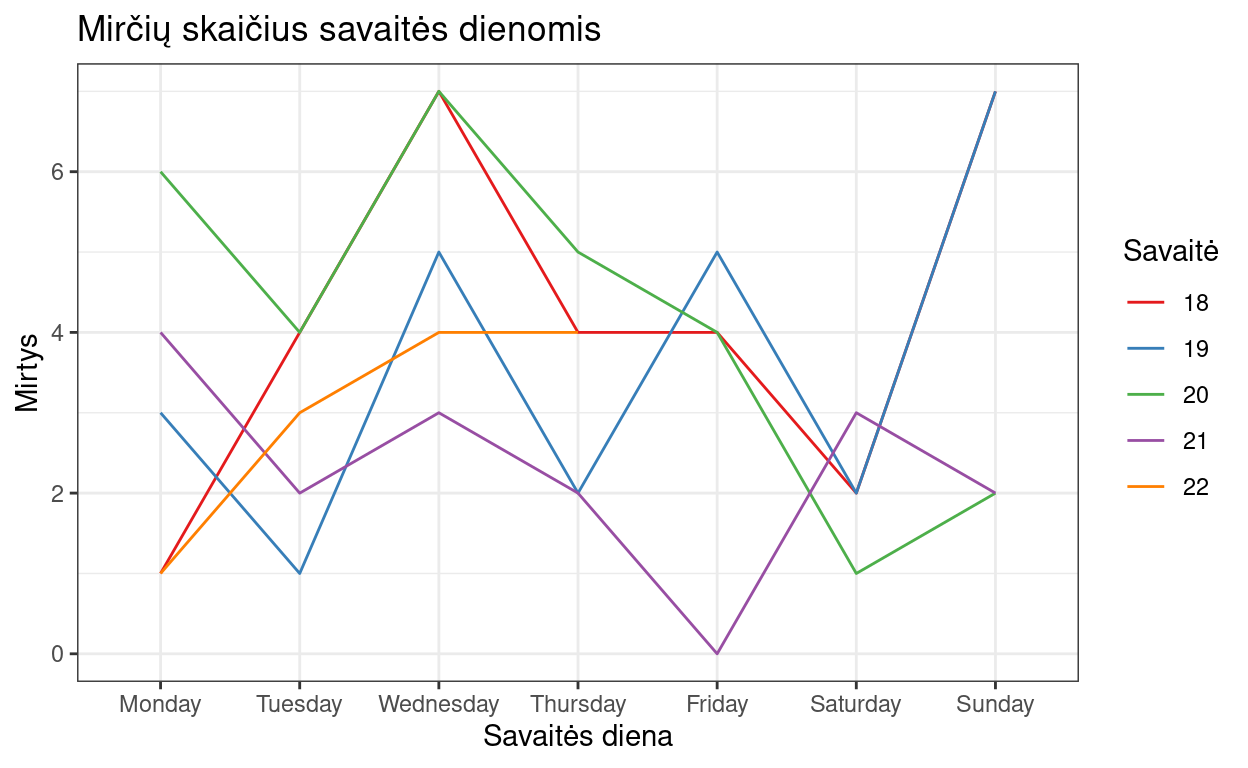 Mirčių skaičius savaitės dienomis
Mirtys
6
4
2
0
Monday Tuesday Wednesday Thursday Friday Saturday Sunday
Savaitės diena
Savaitė
18
19
20
21
22